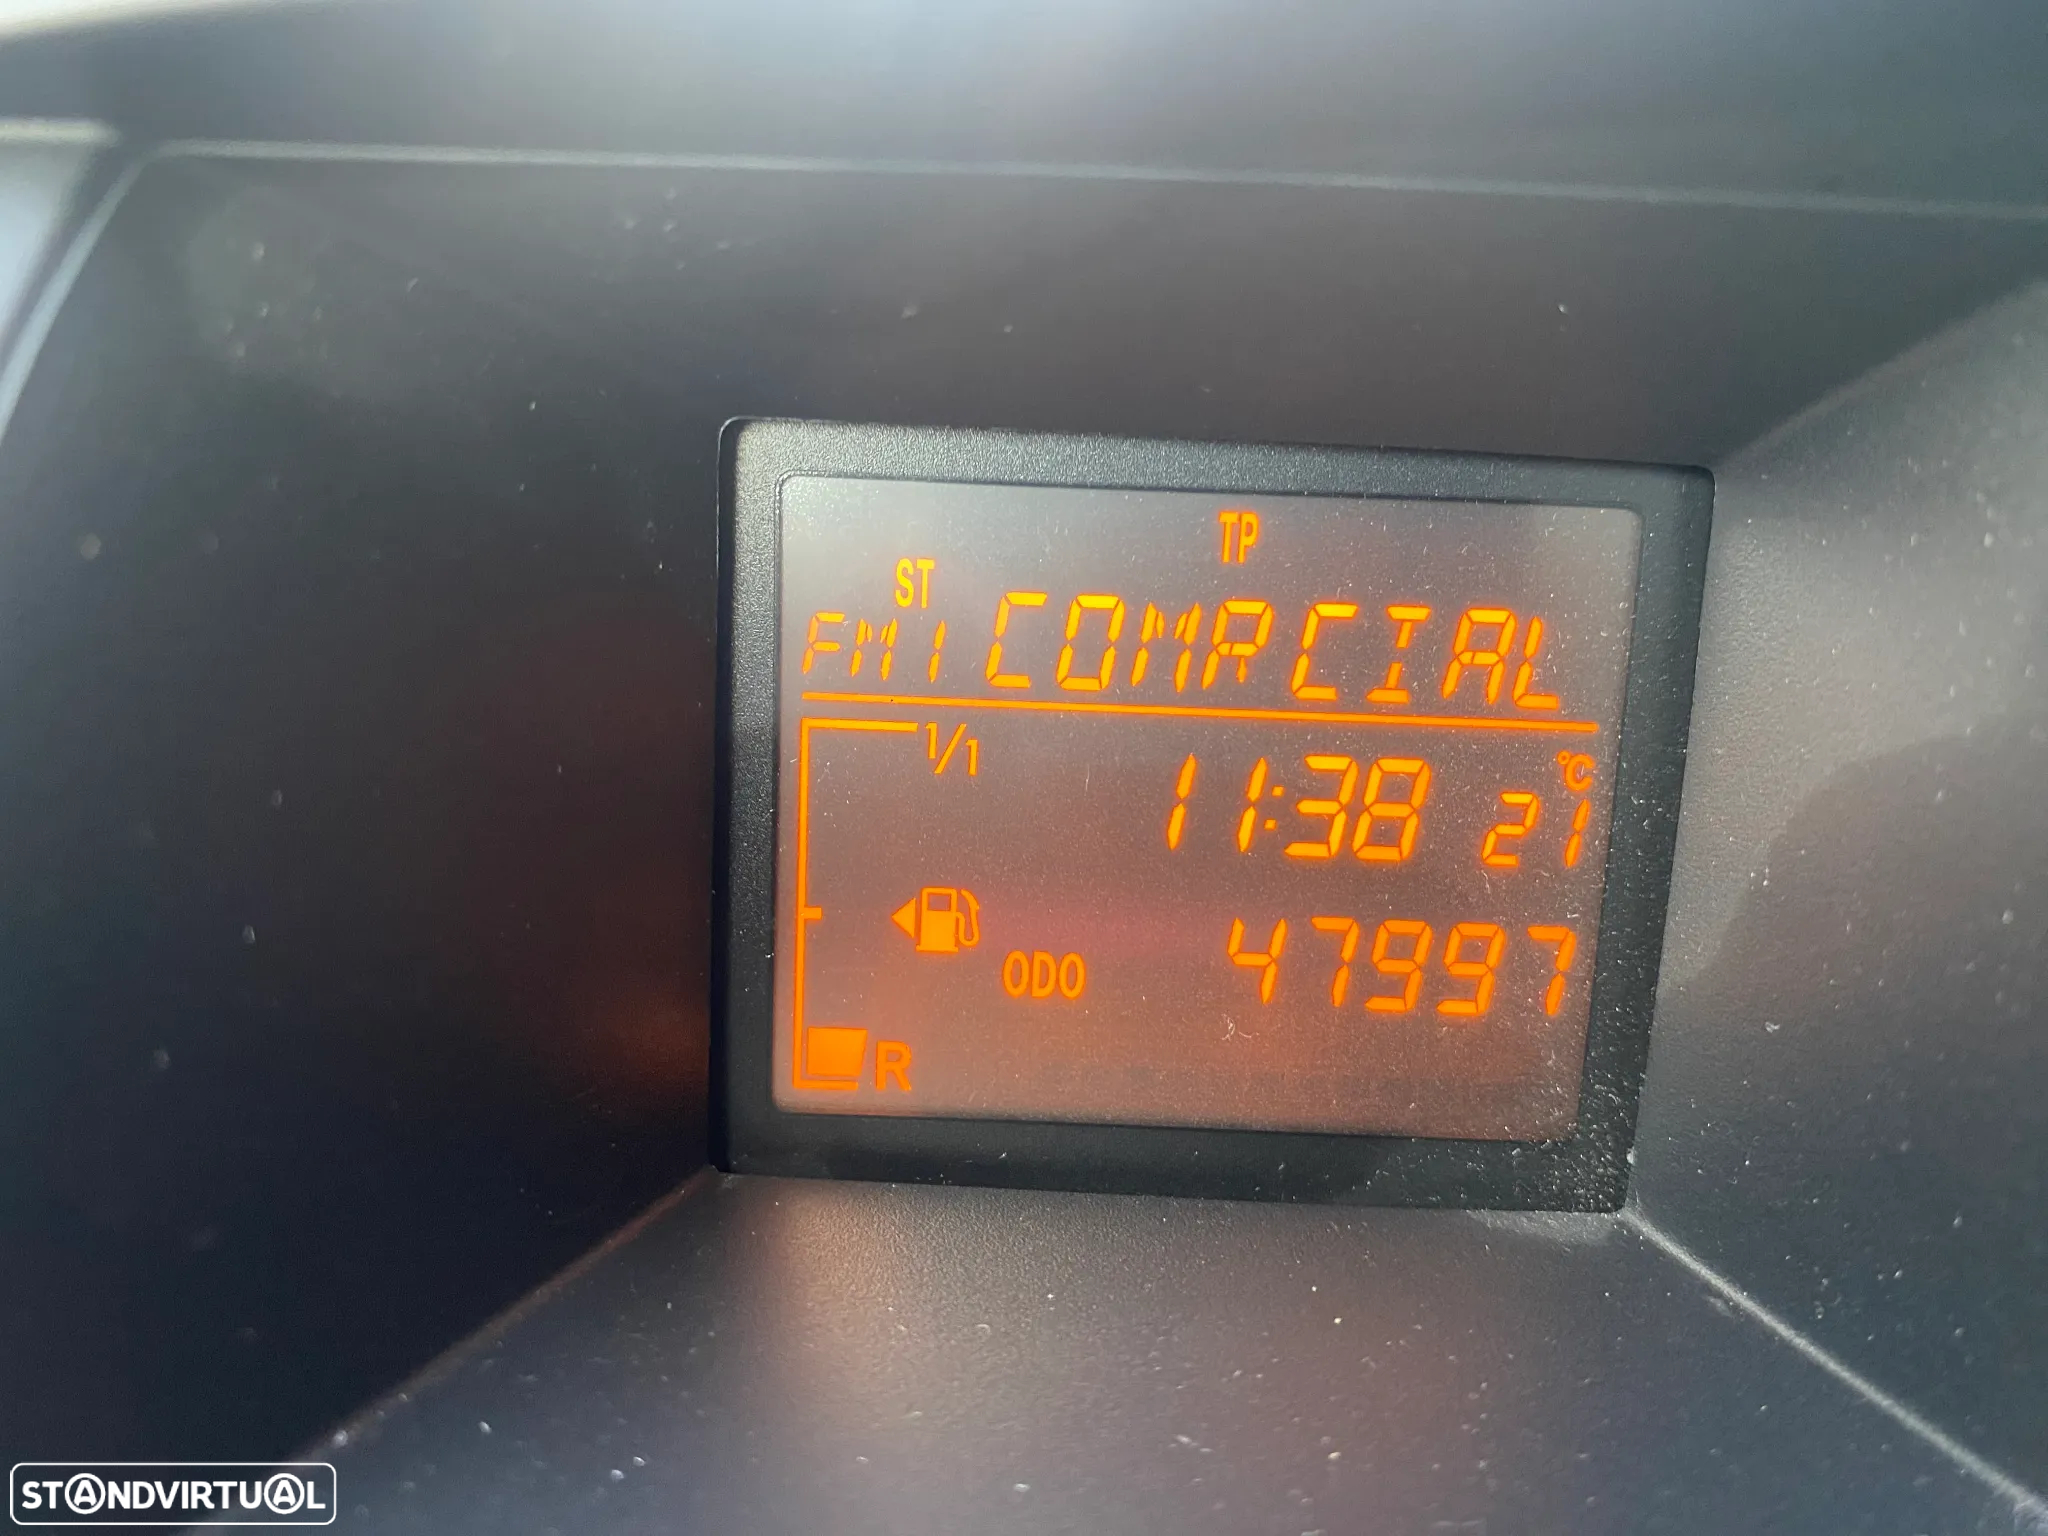 TP
ST
FM1 COMRCIAL
1/1
11:38 21 °C
ODO 47997
R
STANDVIRTUAL